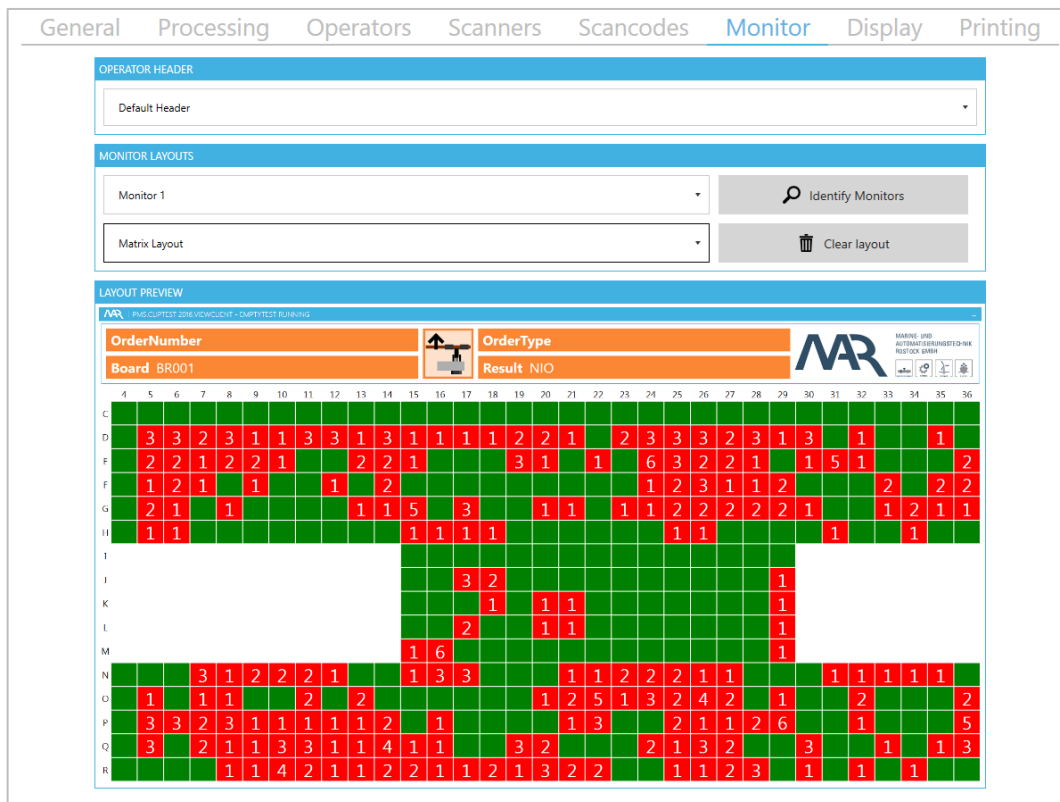 General Processing Operators Scanners Scancodes Monitor Display Printing
OPERATOR HEADER
Default Header
MONITOR LAYOUTS
Monitor 1
Identify Monitors
Matrix Layout
Clear layout
LAYOUT PREVIEW
MAR PMS.CLIPTEST 2016.VIEWCLIENT - EMPTYTEST RUNNING
OrderNumber OrderType
Board BR001 Result NIO
MAR
MARINE- UND
AUTOMATISIERUNGSTECHNIK
ROSTOCK GMBH
4 5 6 7 8 9 10 11 12 13 14 15 16 17 18 19 20 21 22 23 24 25 26 27 28 29 30 31 32 33 34 35 36
C
D 3 3 2 3 1 1 3 3 1 3 1 1 1 1 2 2 1 2 3 3 3 2 3 1 3 1 1
E 2 2 1 2 2 1 2 2 1 3 1 1 6 3 2 2 1 1 5 1 2
F 1 2 1 1 1 2 1 2 3 1 1 2 2 2 2
G 2 1 1 1 1 5 3 1 1 1 1 2 2 2 2 2 1 1 2 1 1
H 1 1 1 1 1 1 1 1 1 1
I
J 3 2 1
K 1 1 1 1
L 2 1 1 1
M 1 6 1
N 3 1 2 2 2 1 1 3 3 1 1 2 2 2 1 1 1 1 1 1 1
O 1 1 1 2 2 1 2 5 1 3 2 4 2 1 2 2
P 3 3 2 3 1 1 1 1 1 2 1 1 3 2 1 1 2 6 1 5
Q 3 2 1 1 3 3 1 1 4 1 1 3 2 2 1 3 2 3 1 1 3
R 1 1 4 2 1 1 2 2 1 1 2 1 3 2 2 1 1 2 3 1 1 1